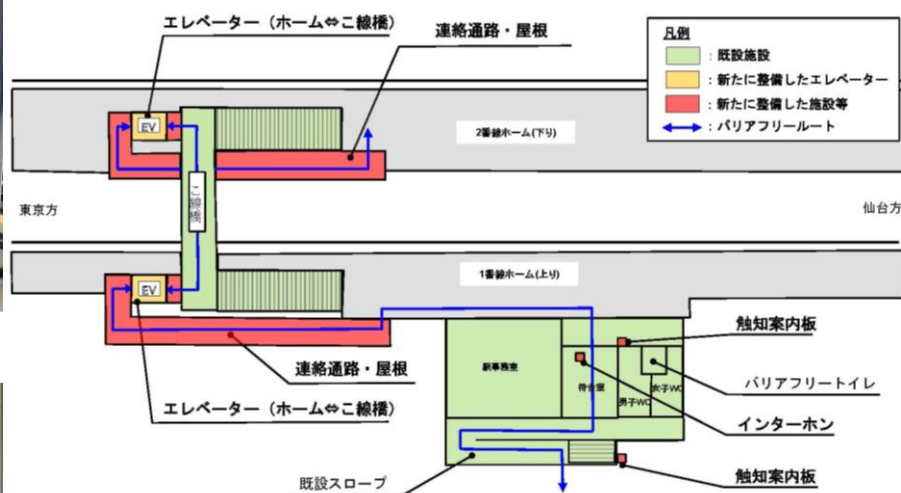 エレベーター（ホーム⇔こ線橋）
連絡通路・屋根
凡例
：既設施設
：新たに整備したエレベーター
：新たに整備した施設等
：バリアフリールート
EV
2番線ホーム(下り)
こ線橋
東京方
仙台方
1番線ホーム(上り)
EV
連絡通路・屋根
エレベーター（ホーム⇔こ線橋）
駅事務室
待合室
男子WC
女子WC
触知案内板
バリアフリートイレ
インターホン
触知案内板
既設スロープ